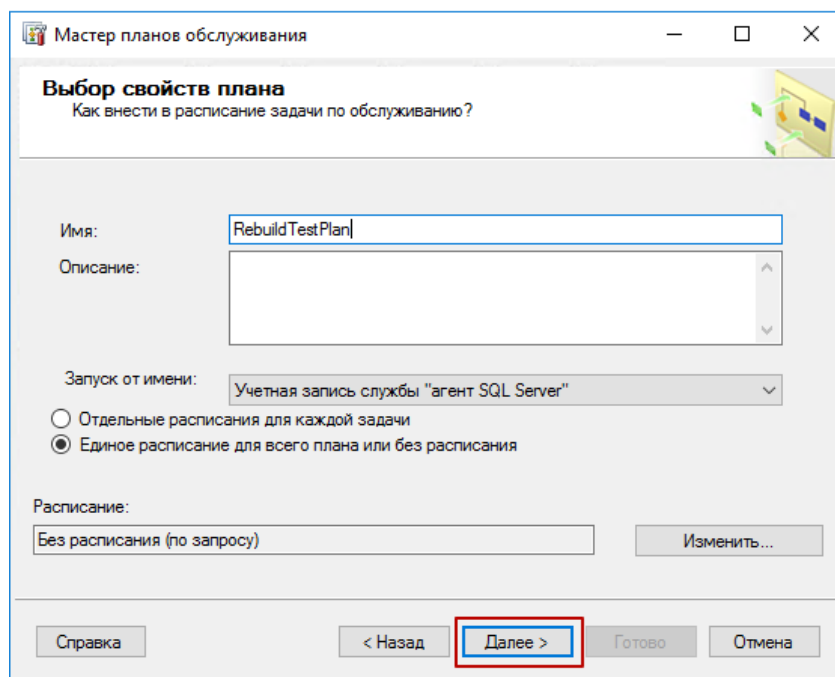 Мастер планов обслуживания
Выбор свойств плана
Как внести в расписание задачи по обслуживанию?
Имя:
RebuildTestPlan
Описание:
Запуск от имени:
Учетная запись службы "агент SQL Server"
Отдельные расписания для каждой задачи
Единое расписание для всего плана или без расписания
Расписание:
Без расписания (по запросу)
Изменить...
Справка
< Назад
Далее >
Готово
Отмена